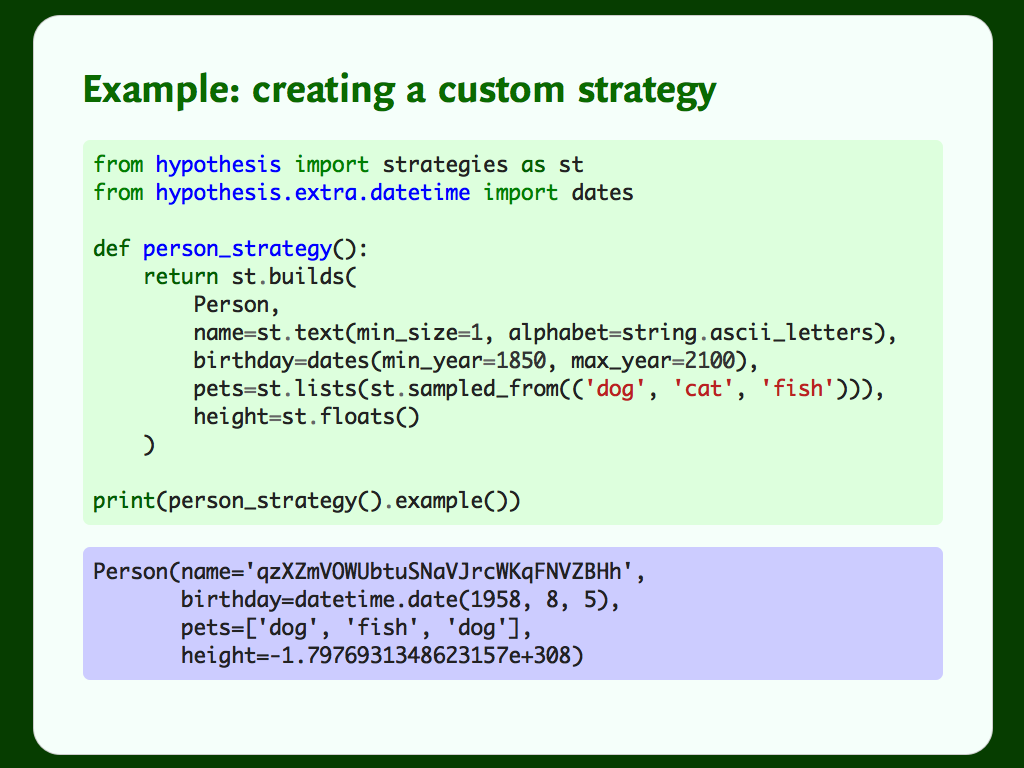 Example: creating a custom strategy
from hypothesis import strategies as st
from hypothesis.extra.datetime import dates
def person_strategy():
    return st.builds(
        Person,
        name=st.text(min_size=1, alphabet=string.ascii_letters),
        birthday=dates(min_year=1850, max_year=2100),
        pets=st.lists(st.sampled_from(('dog', 'cat', 'fish'))),
        height=st.floats()
    )
print(person_strategy().example())
Person(name='qzXZmVOWUbtuSNaVJrcWKqFNVZBHh',
       birthday=datetime.date(1958, 8, 5),
       pets=['dog', 'fish', 'dog'],
       height=-1.7976931348623157e+308)